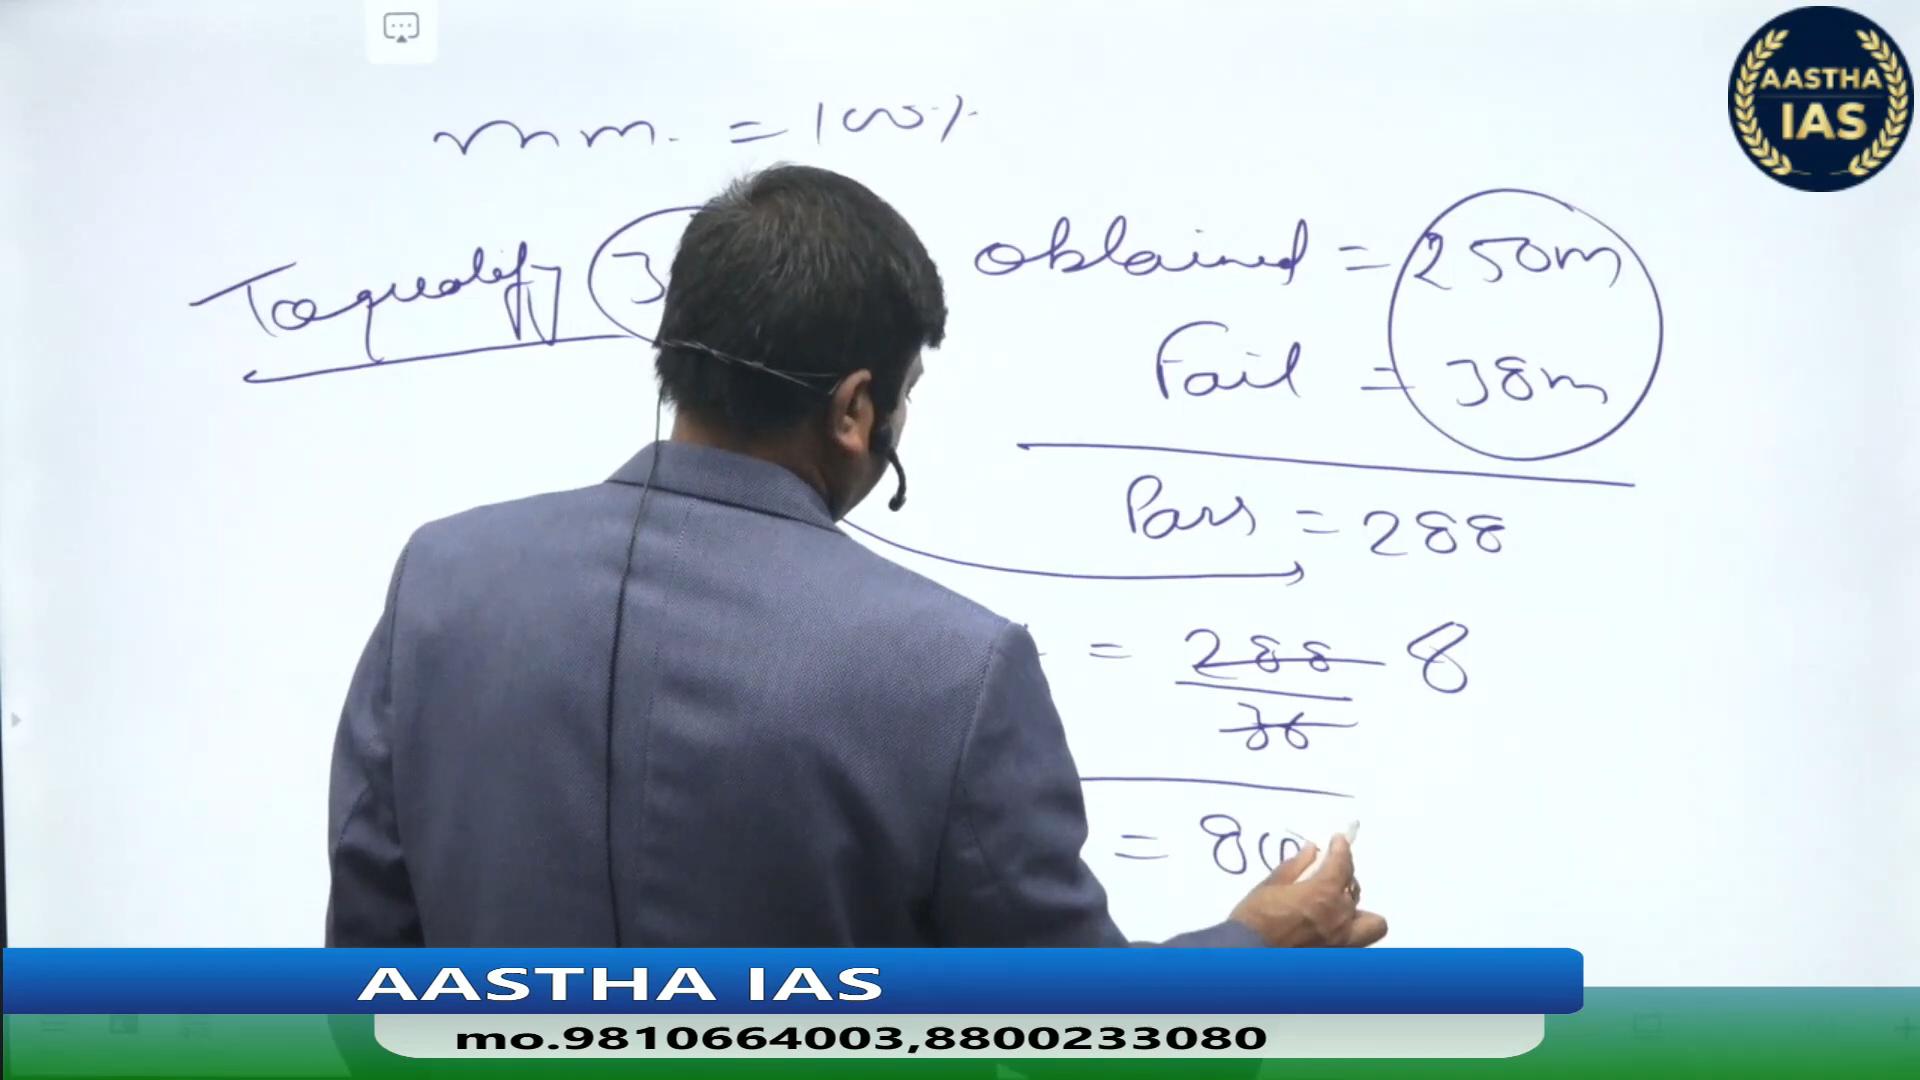 AASTHA
IAS
m m. = 100%
To qualify 3
Obtained = 250m
Fail = 38m
Pass = 288
= 288 8
36
= 80
AASTHA IAS
mo.9810664003,8800233080